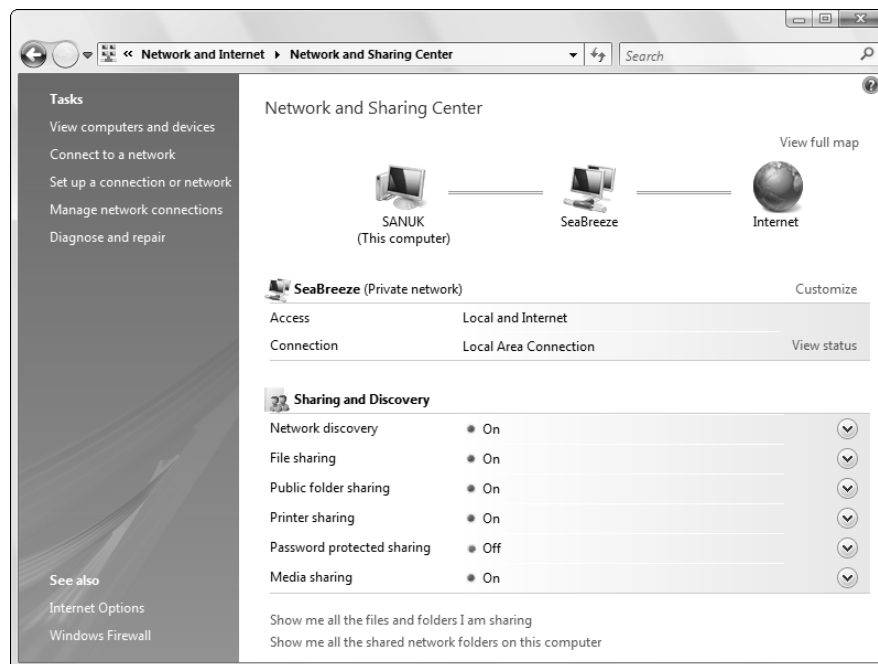 « Network and Internet ▸ Network and Sharing Center
Search
Tasks
View computers and devices
Connect to a network
Set up a connection or network
Manage network connections
Diagnose and repair
See also
Internet Options
Windows Firewall
Network and Sharing Center
View full map
SANUK
(This computer)
SeaBreeze
Internet
SeaBreeze (Private network) Customize
Access Local and Internet
Connection Local Area Connection View status
Sharing and Discovery
Network discovery On
File sharing On
Public folder sharing On
Printer sharing On
Password protected sharing Off
Media sharing On
Show me all the files and folders I am sharing
Show me all the shared network folders on this computer